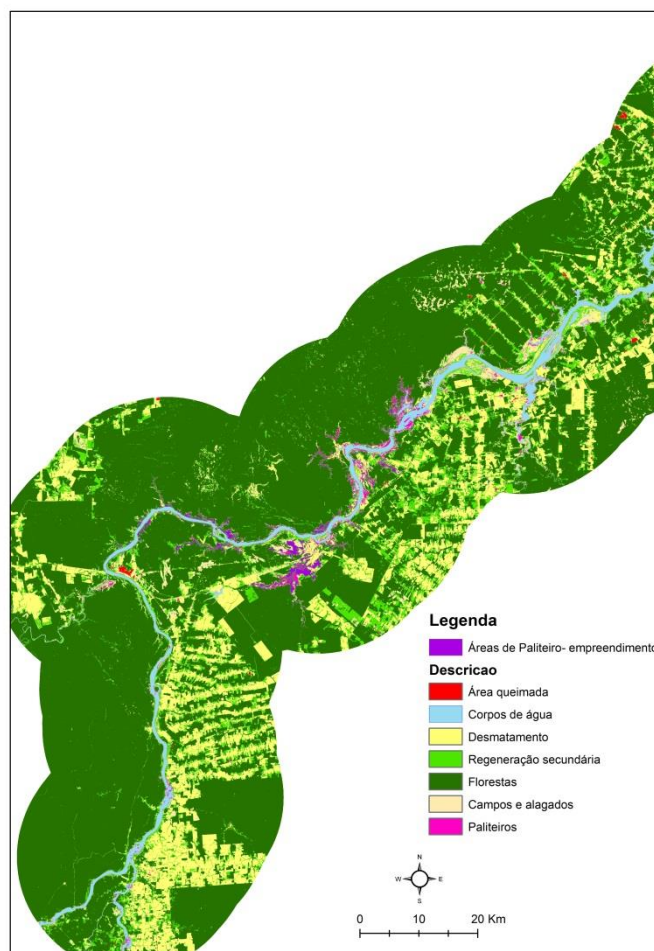 Legenda
Áreas de Paliteiro- empreendimento
Descricao
Área queimada
Corpos de água
Desmatamento
Regeneração secundária
Florestas
Campos e alagados
Paliteiros
N
W E
S
0 10 20 Km